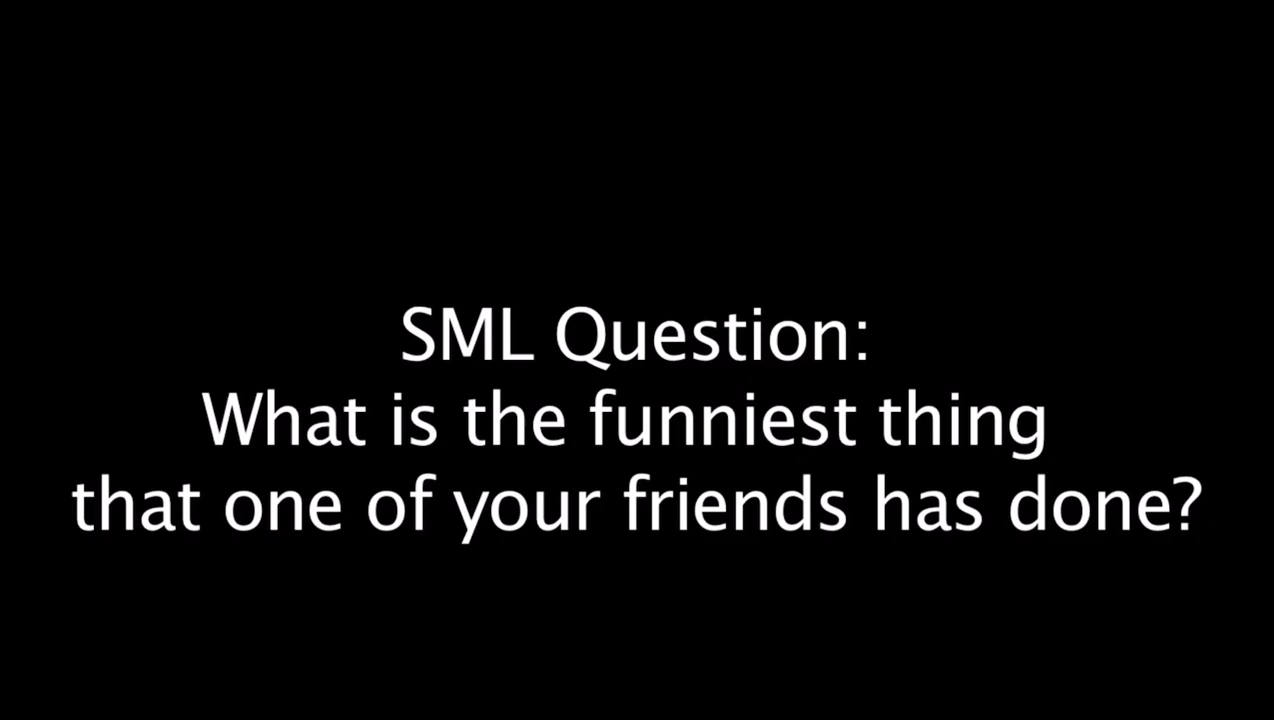 SML Question:
What is the funniest thing
that one of your friends has done?